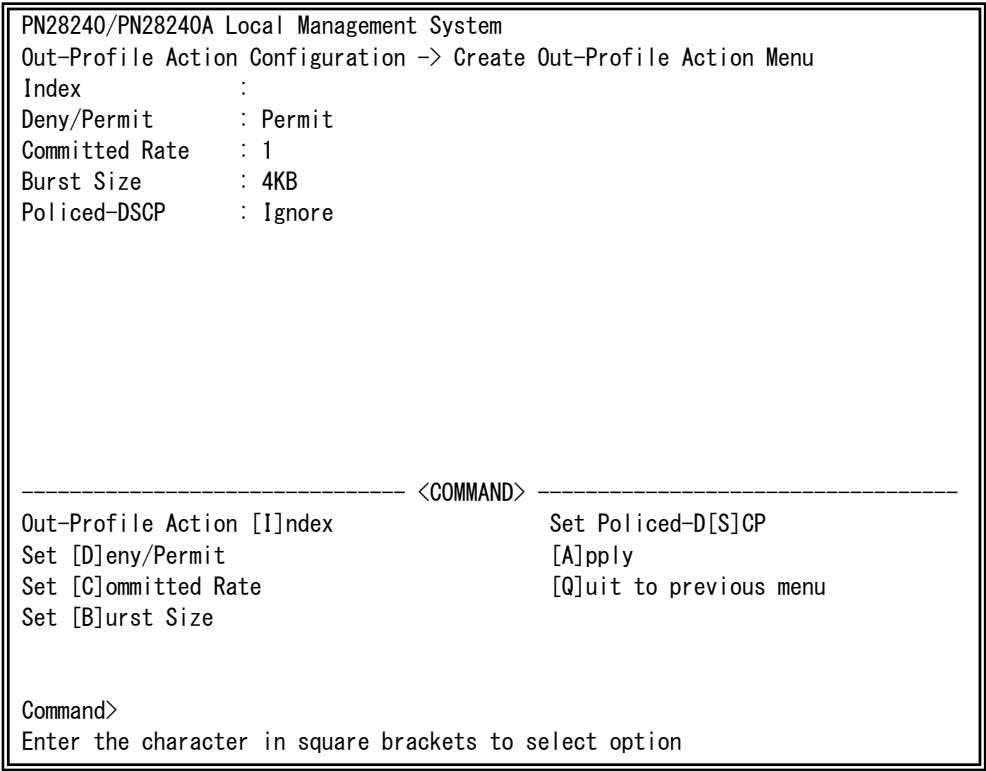 PN28240/PN28240A Local Management System
Out-Profile Action Configuration -> Create Out-Profile Action Menu
Index             :
Deny/Permit       : Permit
Committed Rate    : 1
Burst Size        : 4KB
Policed-DSCP      : Ignore
-------------------------------- <COMMAND> -----------------------------------
Out-Profile Action [I]ndex                  Set Policed-D[S]CP
Set [D]eny/Permit                           [A]pply
Set [C]ommitted Rate                        [Q]uit to previous menu
Set [B]urst Size
Command>
Enter the character in square brackets to select option